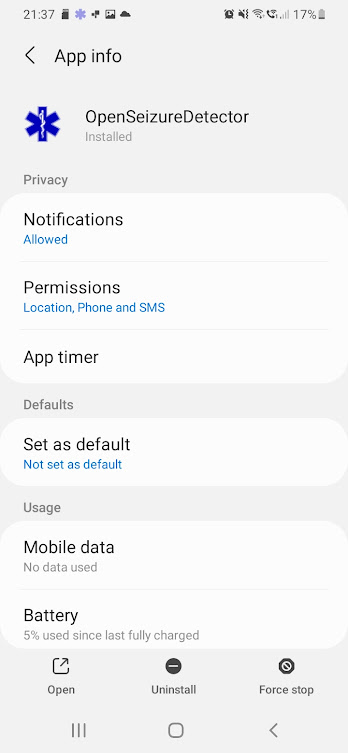 21:37 17%
App info
OpenSeizureDetector
Installed
Privacy
Notifications
Allowed
Permissions
Location, Phone and SMS
App timer
Defaults
Set as default
Not set as default
Usage
Mobile data
No data used
Battery
5% used since last fully charged
Open Uninstall Force stop